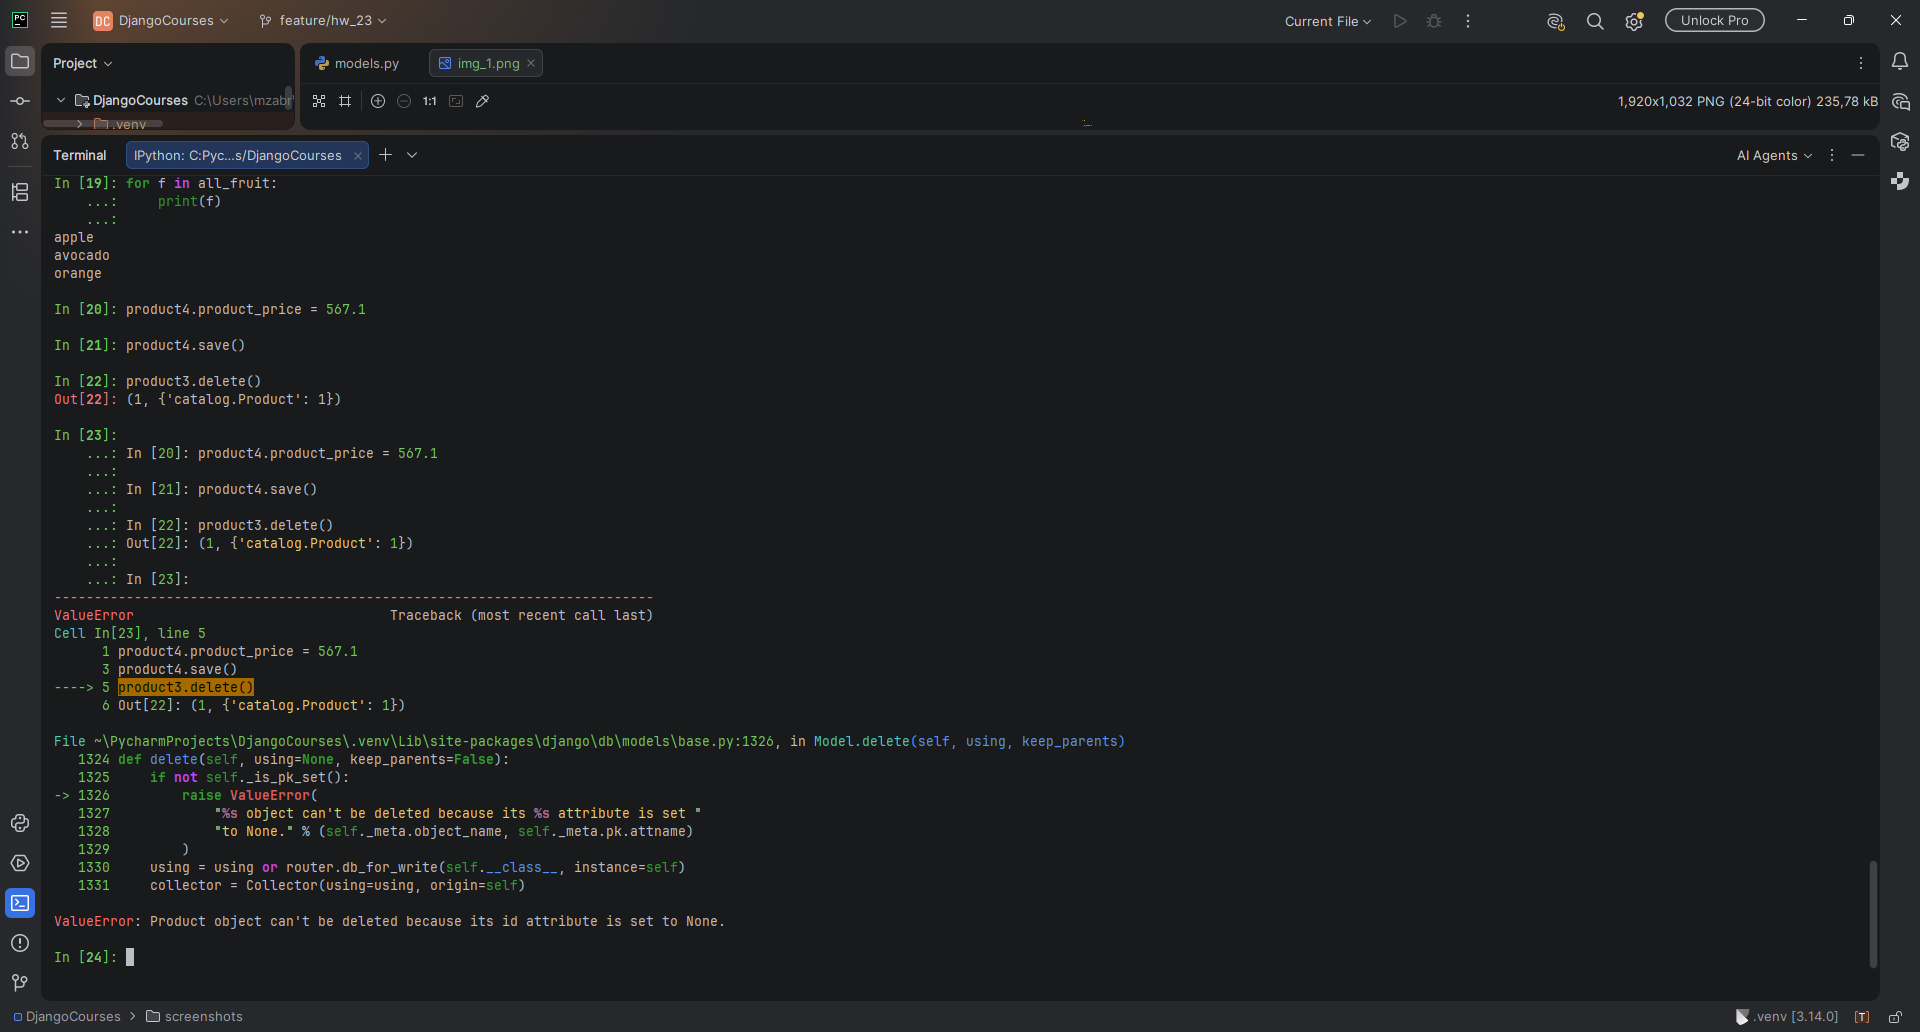 PC
DC DjangoCourses feature/hw_23 Current File Unlock Pro
Project models.py img_1.png
DjangoCourses C:\Users\mzabr
1:1 1,920x1,032 PNG (24-bit color) 235,78 kB
.venv
Terminal IPython: C:Pyc...s/DjangoCourses AI Agents
In [19]: for f in all_fruit:
...: print(f)
...:
apple
avocado
orange
In [20]: product4.product_price = 567.1
In [21]: product4.save()
In [22]: product3.delete()
Out[22]: (1, {'catalog.Product': 1})
In [23]:
...: In [20]: product4.product_price = 567.1
...:
...: In [21]: product4.save()
...:
...: In [22]: product3.delete()
...: Out[22]: (1, {'catalog.Product': 1})
...:
...: In [23]:
---------------------------------------------------------------------------
ValueError Traceback (most recent call last)
Cell In[23], line 5
1 product4.product_price = 567.1
3 product4.save()
----> 5 product3.delete()
6 Out[22]: (1, {'catalog.Product': 1})
File ~\PycharmProjects\DjangoCourses\.venv\Lib\site-packages\django\db\models\base.py:1326, in Model.delete(self, using, keep_parents)
1324 def delete(self, using=None, keep_parents=False):
1325 if not self._is_pk_set():
-> 1326 raise ValueError(
1327 "%s object can't be deleted because its %s attribute is set "
1328 "to None." % (self._meta.object_name, self._meta.pk.attname)
1329 )
1330 using = using or router.db_for_write(self.__class__, instance=self)
1331 collector = Collector(using=using, origin=self)
ValueError: Product object can't be deleted because its id attribute is set to None.
In [24]:
DjangoCourses > screenshots .venv [3.14.0] [T]